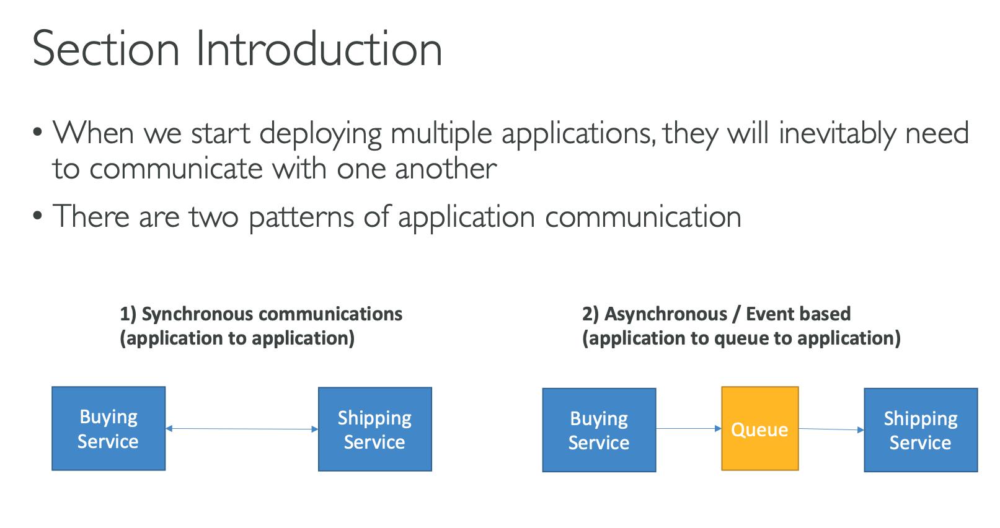 Section Introduction
• When we start deploying multiple applications, they will inevitably need
to communicate with one another
• There are two patterns of application communication
1) Synchronous communications
(application to application)
2) Asynchronous / Event based
(application to queue to application)
Buying
Service
Shipping
Service
Buying
Service
Queue
Shipping
Service